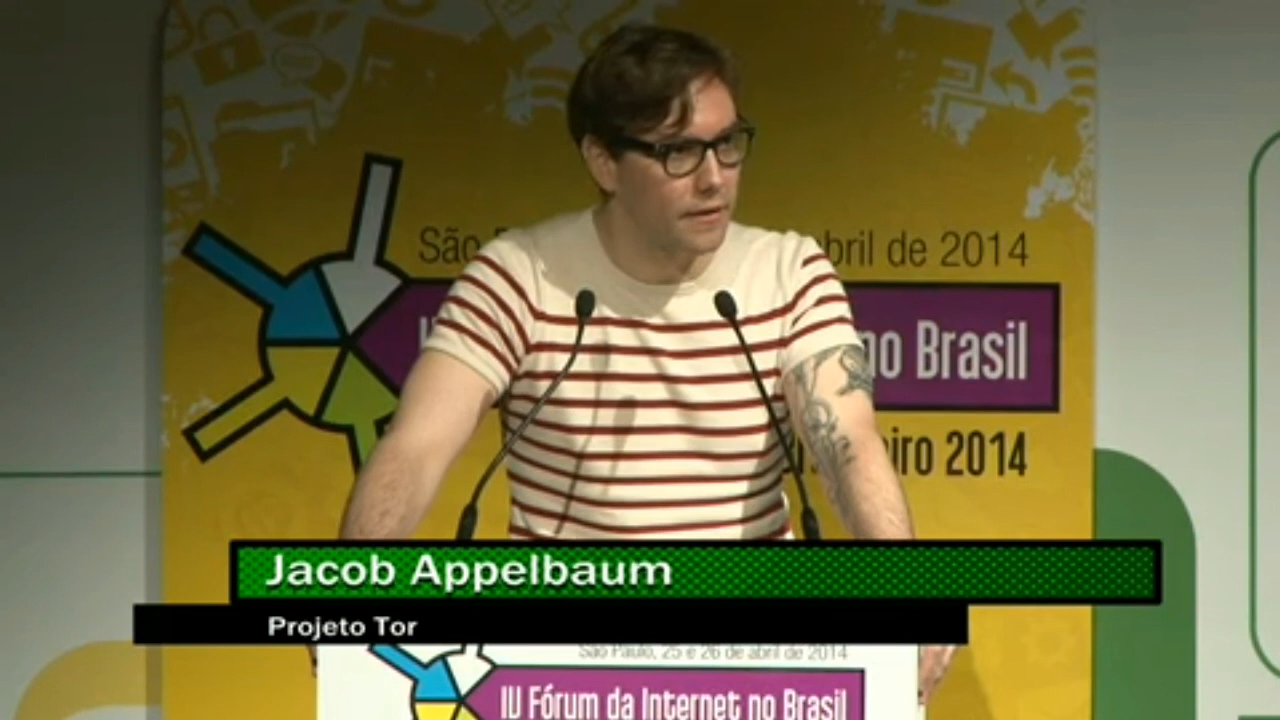 São
abril de 2014
no Brasil
2014
Jacob Appelbaum
Projeto Tor
São Paulo, 25 e 26 de abril de 2014
IV Fórum da Internet no Brasil